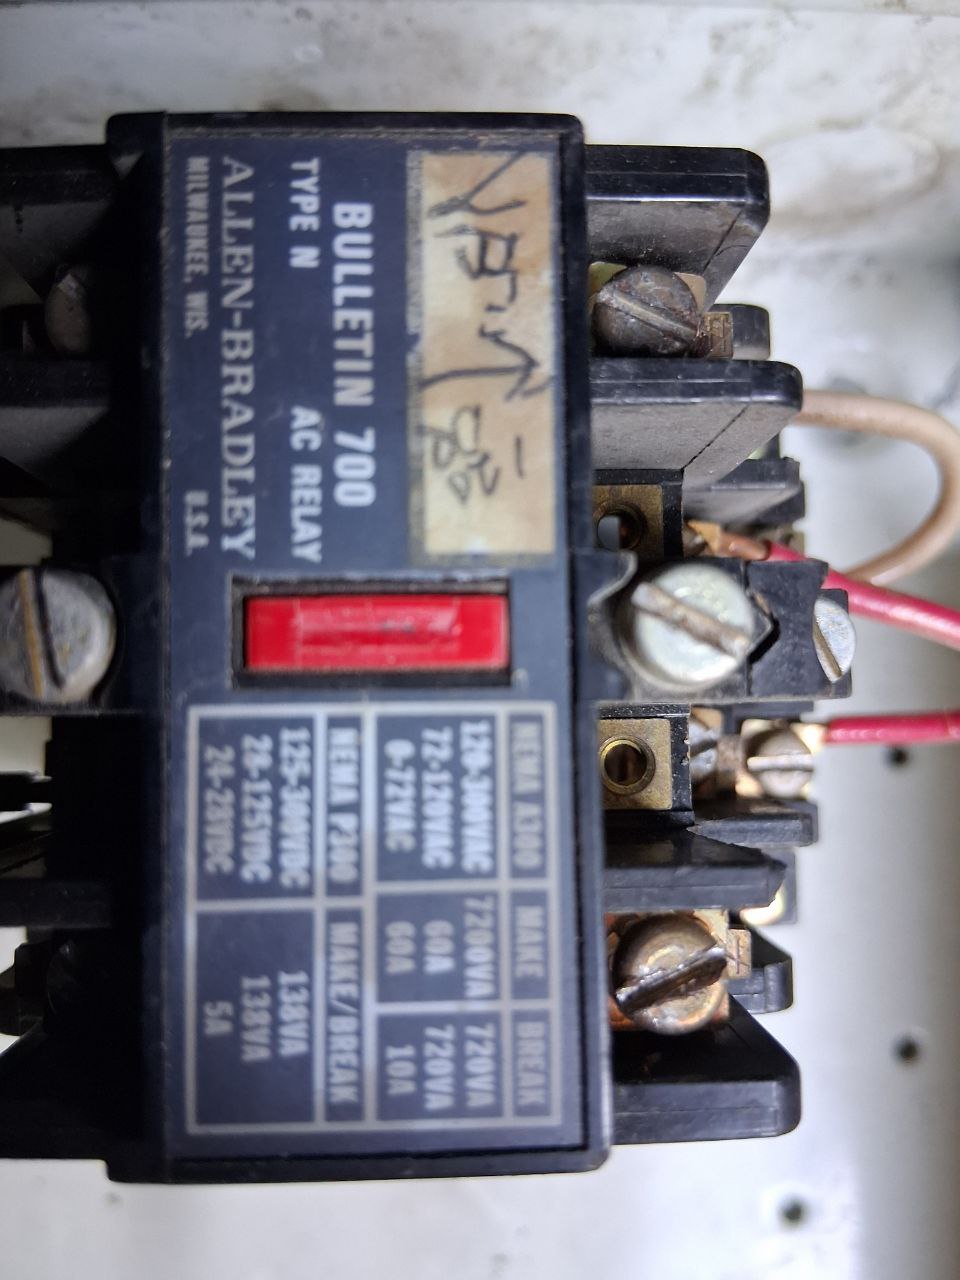 BULLETIN 700
TYPE N AC RELAY
ALLEN-BRADLEY
MILWAUKEE, WIS. U.S.A.
NEMA A300 MAKE BREAK
120-300VAC 7200VA 720VA
72-120VAC 60A 720VA
0-72VAC 60A 10A
NEMA P300 MAKE/BREAK
125-300VDC 138VA
28-125VDC 138VA
24-28VDC 5A